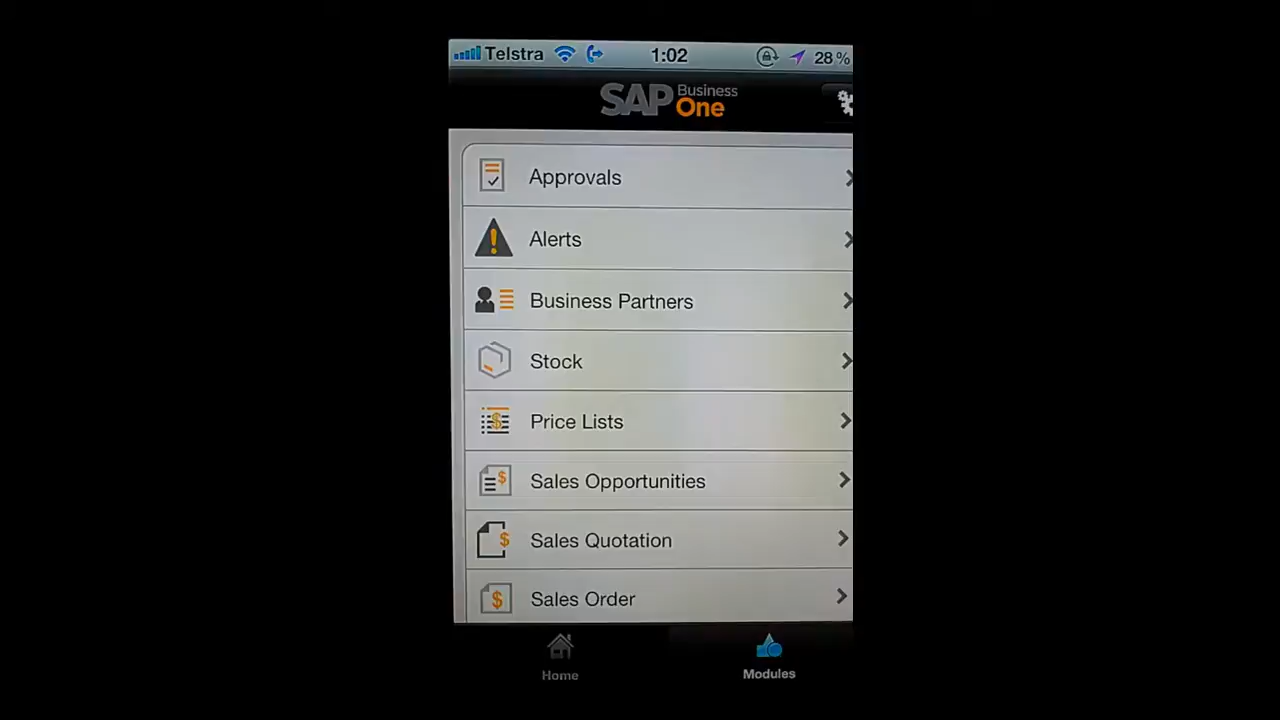 Telstra 1:02 28%
SAP Business One
Approvals
Alerts
Business Partners
Stock
Price Lists
Sales Opportunities
Sales Quotation
Sales Order
Home Modules